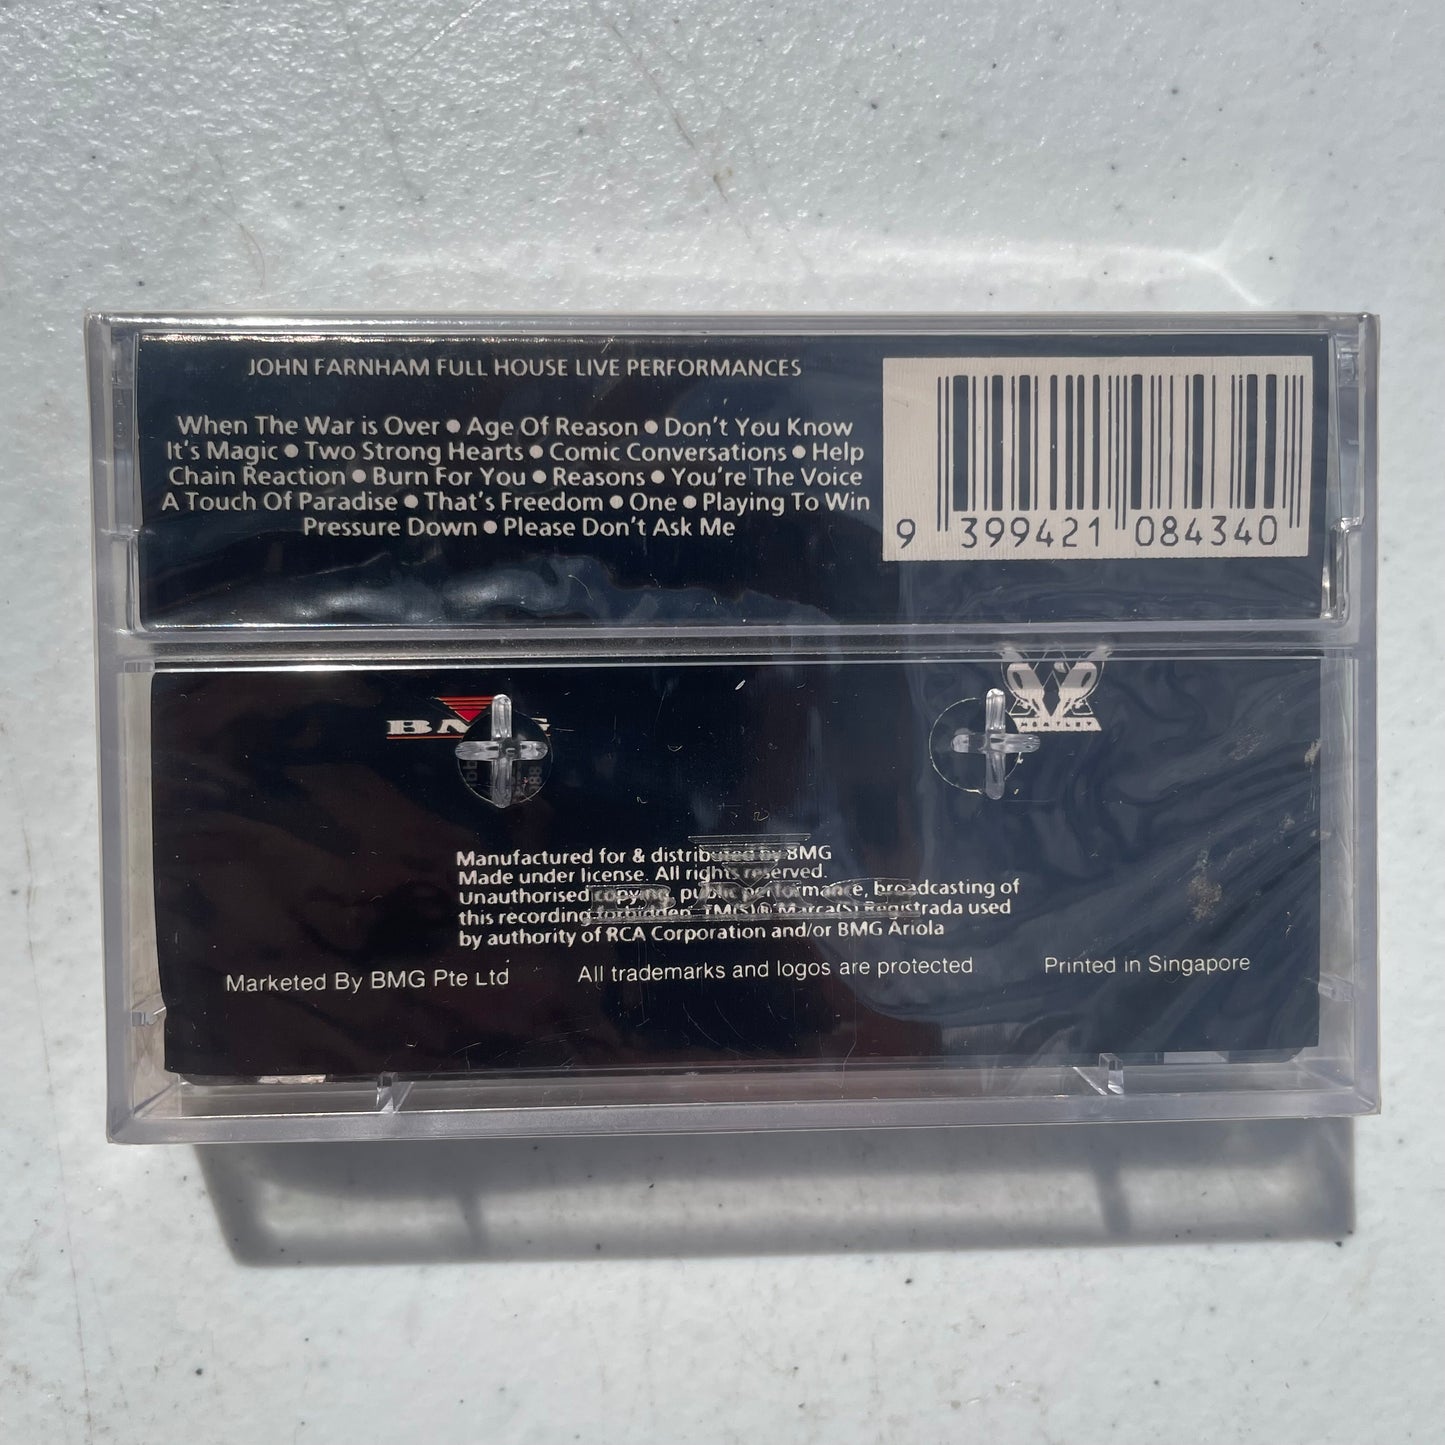 JOHN FARNHAM FULL HOUSE LIVE PERFORMANCES
When The War is Over ● Age Of Reason ● Don't You Know
It's Magic ● Two Strong Hearts ● Comic Conversations ● Help
Chain Reaction ● Burn For You ● Reasons ● You're The Voice
A Touch Of Paradise ● That's Freedom ● One ● Playing To Win
Pressure Down ● Please Don't Ask Me
9 399421 084340
BMG
WHEATLEY
Manufactured for & distributed by BMG
Made under license. All rights reserved.
Unauthorised copying, public performance, broadcasting of
this recording forbidden. TM(s)® Marca(S) Registrada used
by authority of RCA Corporation and/or BMG Ariola
Marketed By BMG Pte Ltd
All trademarks and logos are protected
Printed in Singapore